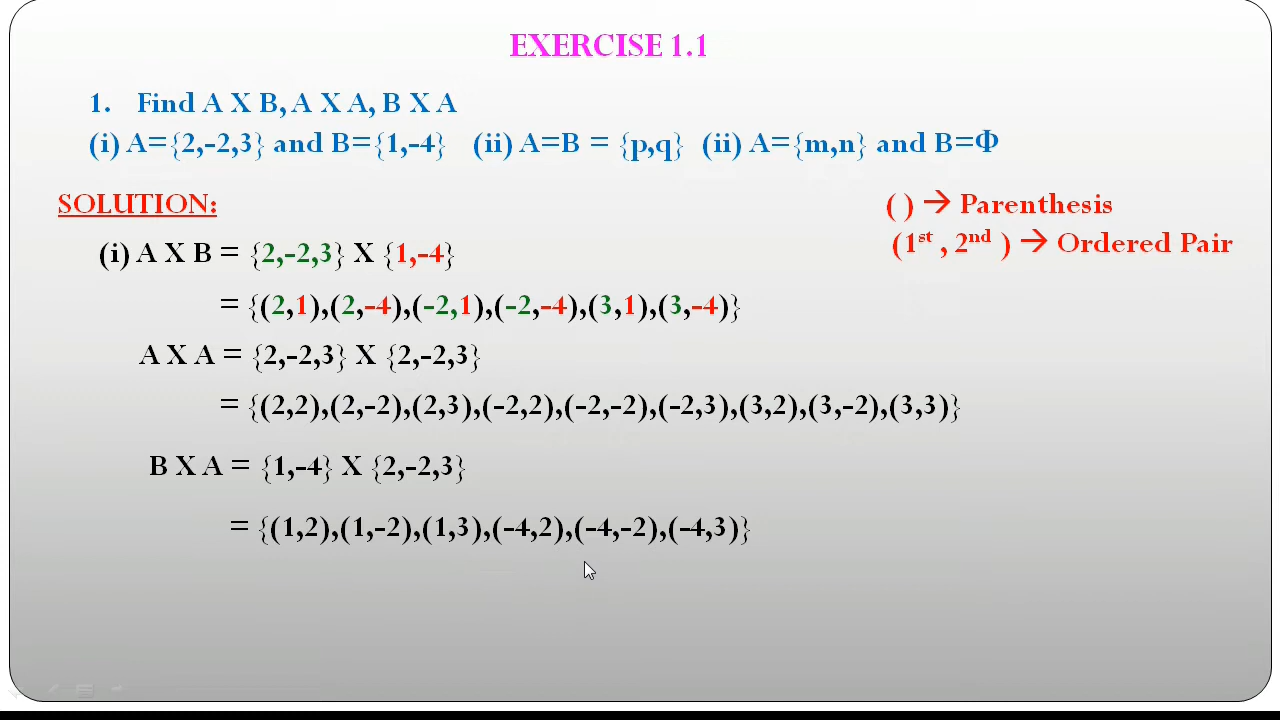 EXERCISE 1.1
1. Find A X B, A X A, B X A
(i) A={2,-2,3} and B={1,-4} (ii) A=B = {p,q} (ii) A={m,n} and B=Φ
SOLUTION:
( ) → Parenthesis
(1st , 2nd ) → Ordered Pair
(i) A X B = {2,-2,3} X {1,-4}
= {(2,1),(2,-4),(-2,1),(-2,-4),(3,1),(3,-4)}
A X A = {2,-2,3} X {2,-2,3}
= {(2,2),(2,-2),(2,3),(-2,2),(-2,-2),(-2,3),(3,2),(3,-2),(3,3)}
B X A = {1,-4} X {2,-2,3}
= {(1,2),(1,-2),(1,3),(-4,2),(-4,-2),(-4,3)}